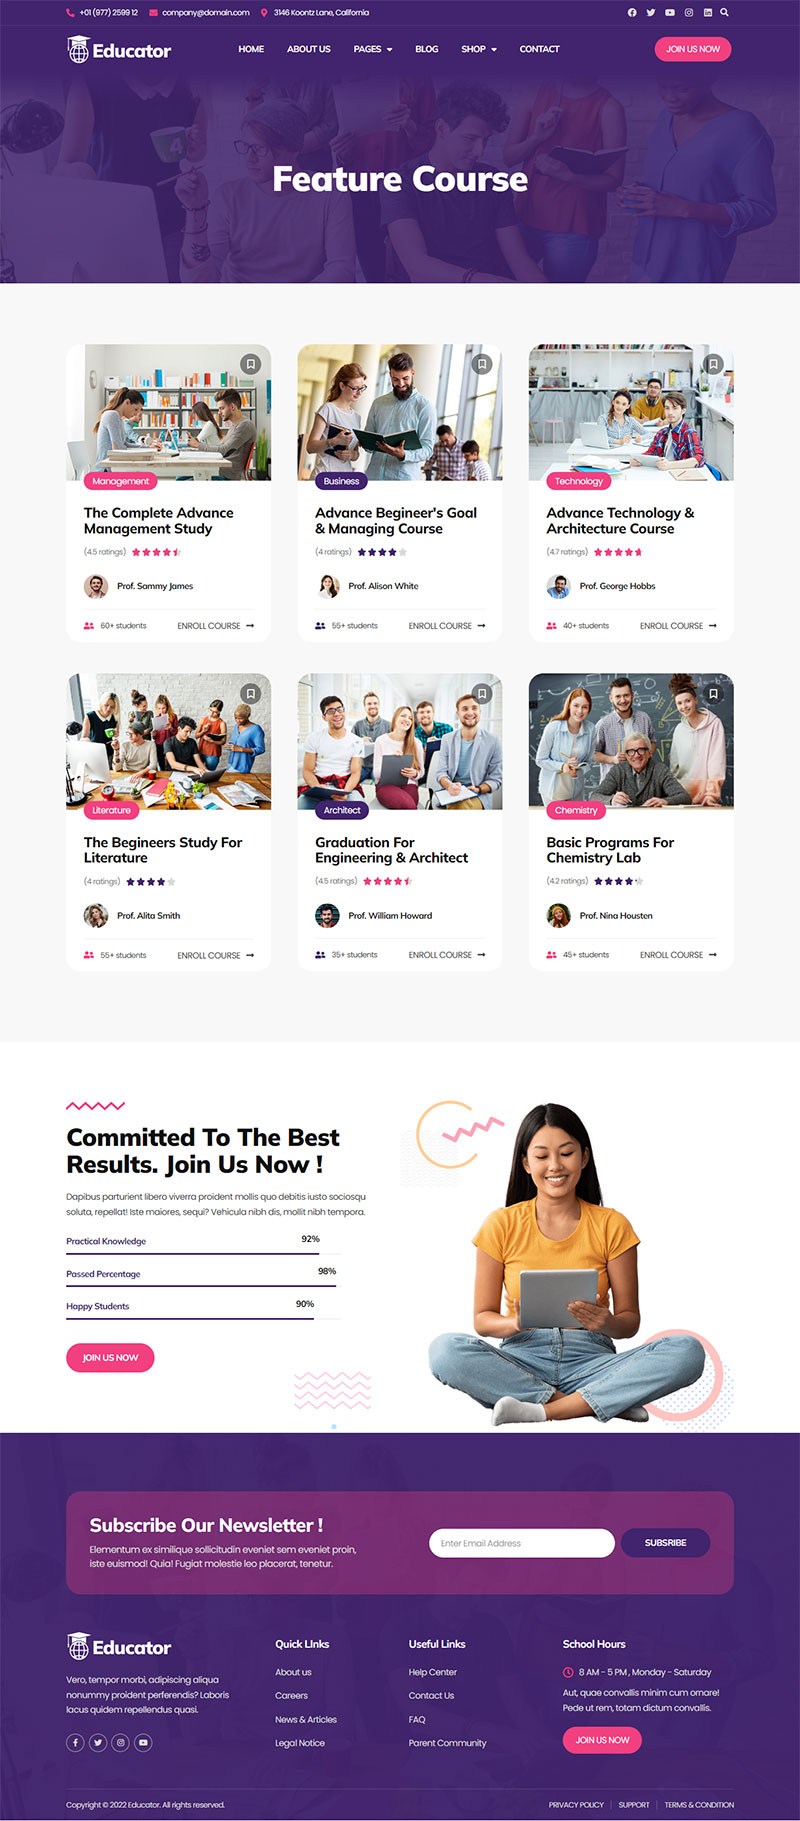 +01 (977) 2599 12 company@domain.com 3146 Koontz Lane, California
Educator HOME ABOUT US PAGES BLOG SHOP CONTACT JOIN US NOW
4
Feature Course
Management
The Complete Advance
Management Study
(4.5 ratings)
Prof. Sammy James
60+ students ENROLL COURSE
Business
Advance Begineer's Goal
& Managing Course
(4 ratings)
Prof. Alison White
55+ students ENROLL COURSE
Technology
Advance Technology &
Architecture Course
(4.7 ratings)
Prof. George Hobbs
40+ students ENROLL COURSE
Literature
The Begineers Study For
Literature
(4 ratings)
Prof. Alita Smith
55+ students ENROLL COURSE
Architect
Graduation For
Engineering & Architect
(4.5 ratings)
Prof. William Howard
35+ students ENROLL COURSE
Chemistry
Basic Programs For
Chemistry Lab
(4.2 ratings)
Prof. Nina Housten
45+ students ENROLL COURSE
Committed To The Best
Results. Join Us Now !
Dapibus parturient libero viverra proident mollis quo debitis iusto sociosqu
soluta, repellat! Iste maiores, sequi? Vehicula nibh dis, mollit nibh tempora.
Practical Knowledge 92%
Passed Percentage 98%
Happy Students 90%
JOIN US NOW
Subscribe Our Newsletter !
Elementum ex similique sollicitudin eveniet sem eveniet proin,
iste euismod! Quia! Fugiat molestie leo placerat, tenetur.
Enter Email Address SUBSRIBE
Educator
Vero, tempor morbi, adipiscing aliqua
nonummy proident perferendis? Laboris
lacus quidem repellendus quasi.
Quick LInks
About us
Careers
News & Articles
Legal Notice
Useful Links
Help Center
Contact Us
FAQ
Parent Community
School Hours
8 AM - 5 PM , Monday - Saturday
Aut, quae convallis minim cum ornare!
Pede ut rem, totam dictum convallis.
JOIN US NOW
Copyright © 2022 Educator. All rights reserved. PRIVACY POLICY SUPPORT TERMS & CONDITION